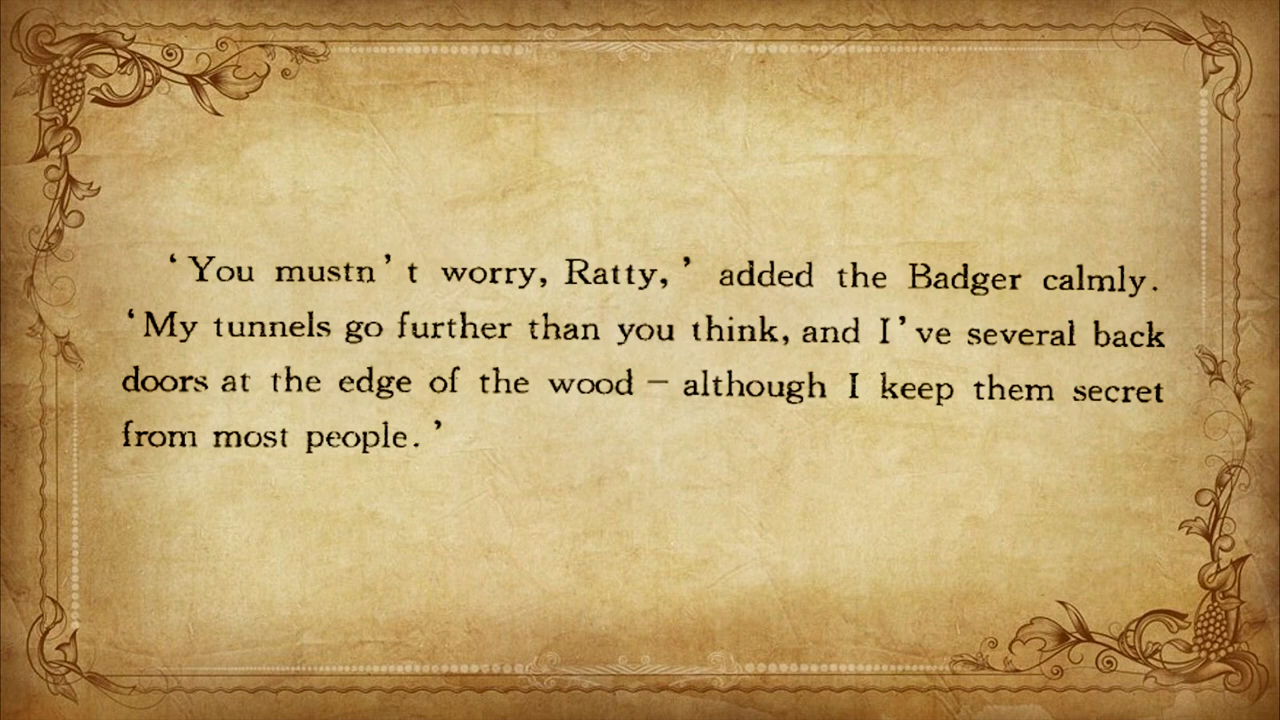 ‘You mustn’t worry, Ratty,’ added the Badger calmly.
‘My tunnels go further than you think, and I’ve several back
doors at the edge of the wood – although I keep them secret
from most people.’